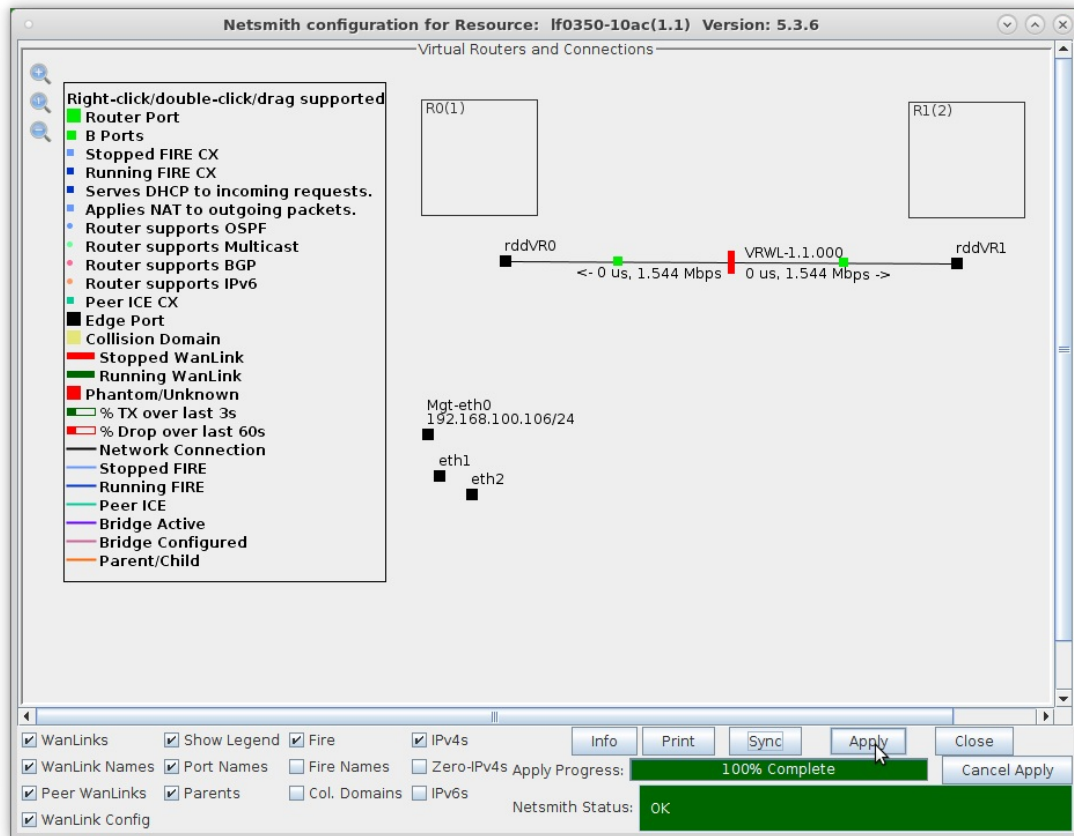 Netsmith configuration for Resource: lf0350-10ac(1.1) Version: 5.3.6
Virtual Routers and Connections
Right-click/double-click/drag supported
Router Port
B Ports
Stopped FIRE CX
Running FIRE CX
Serves DHCP to incoming requests.
Applies NAT to outgoing packets.
Router supports OSPF
Router supports Multicast
Router supports BGP
Router supports IPv6
Peer ICE CX
Edge Port
Collision Domain
Stopped WanLink
Running WanLink
Phantom/Unknown
% TX over last 3s
% Drop over last 60s
Network Connection
Stopped FIRE
Running FIRE
Peer ICE
Bridge Active
Bridge Configured
Parent/Child
R0(1)
R1(2)
rddVR0
VRWL-1.1.000
rddVR1
<- 0 us, 1.544 Mbps
0 us, 1.544 Mbps ->
Mgt-eth0
192.168.100.106/24
eth1
eth2
WanLinks Show Legend Fire IPv4s Info Print Sync Apply Close
WanLink Names Port Names Fire Names Zero-IPv4s Apply Progress: 100% Complete Cancel Apply
Peer WanLinks Parents Col. Domains IPv6s Netsmith Status: OK
WanLink Config